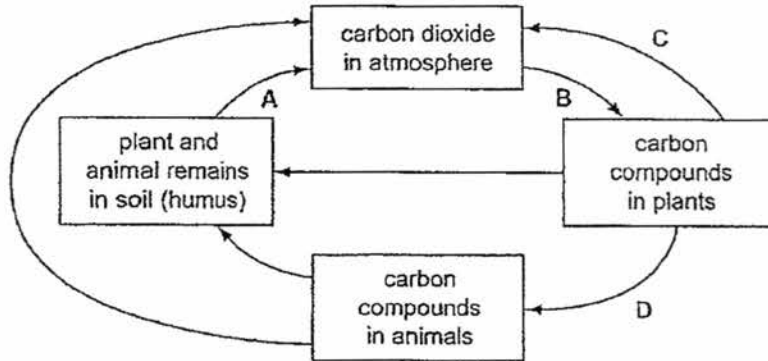 carbon dioxide
in atmosphere
C
A
B
plant and
animal remains
in soil (humus)
carbon
compounds
in plants
carbon
compounds
in animals
D